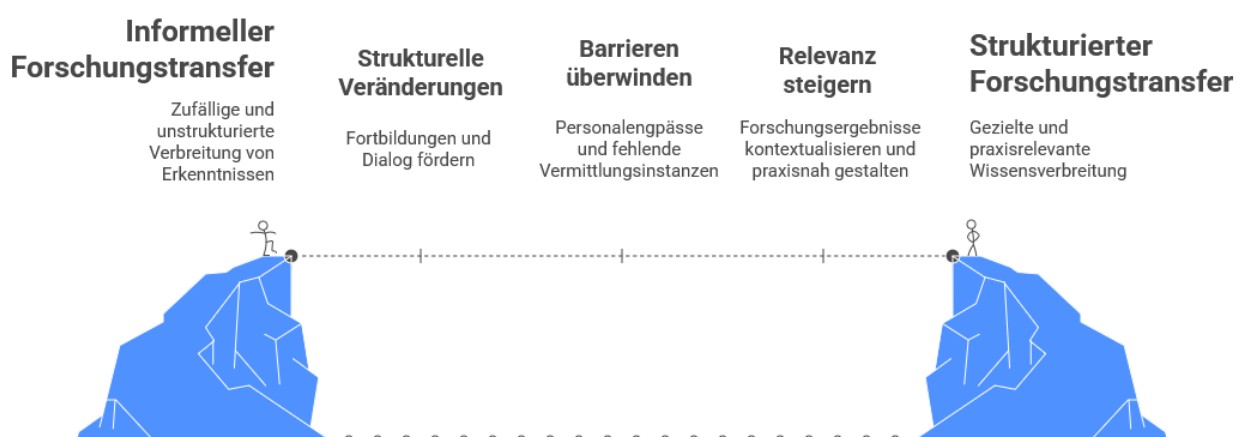 Informeller
Forschungstransfer
Zufällige und
unstrukturierte
Verbreitung von
Erkenntnissen
Strukturelle
Veränderungen
Fortbildungen und
Dialog fördern
Barrieren
überwinden
Personalengpässe
und fehlende
Vermittlungsinstanzen
Relevanz
steigern
Forschungsergebnisse
kontextualisieren und
praxisnah gestalten
Strukturierter
Forschungstransfer
Gezielte und
praxisrelevante
Wissensverbreitung